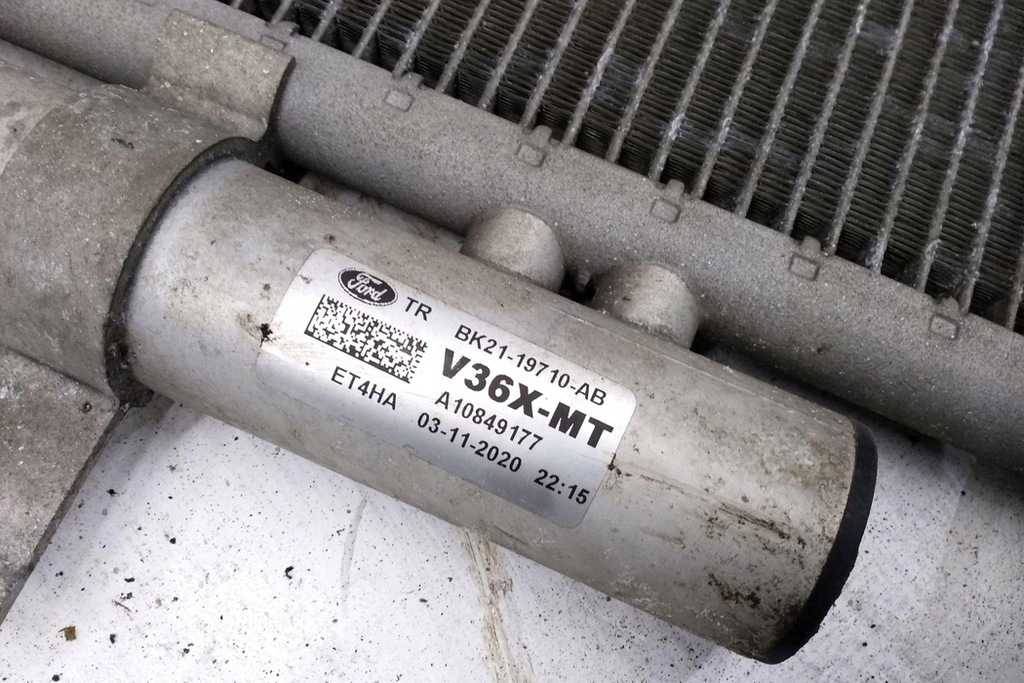 Ford
TR BK21-19710-AB
V36X-MT
A10849177
ET4HA 03-11-2020 22:15